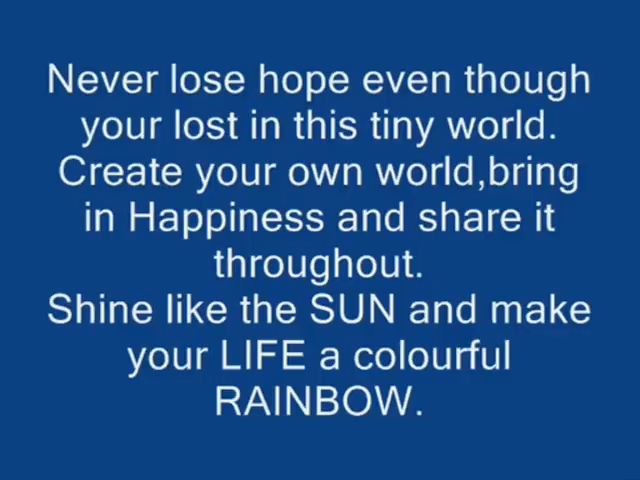 Never lose hope even though
your lost in this tiny world.
Create your own world,bring
in Happiness and share it
throughout.
Shine like the SUN and make
your LIFE a colourful
RAINBOW.